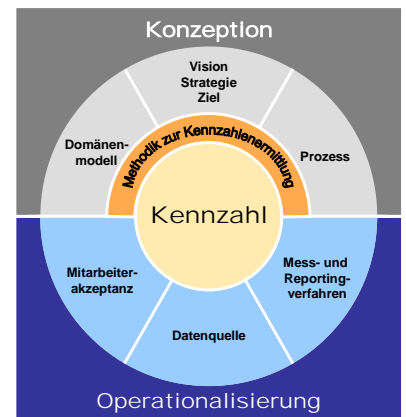 Konzeption
Vision
Strategie
Ziel
Domänen-
modell
Methodik zur Kennzahlenermittlung
Prozess
Kennzahl
Mitarbeiter-
akzeptanz
Mess- und
Reporting-
verfahren
Datenquelle
Operationalisierung